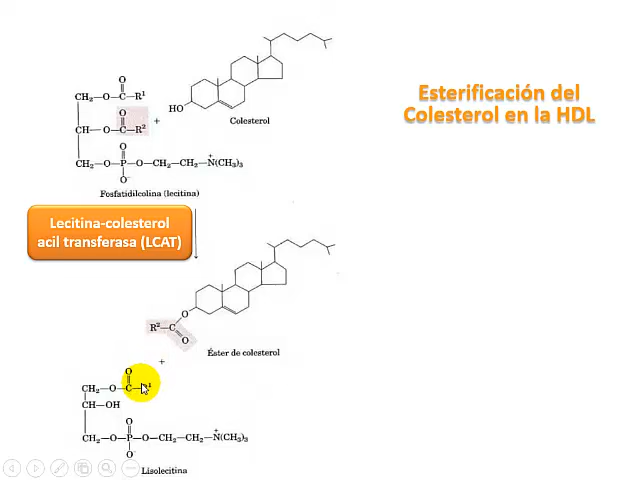 Esterificación del
Colesterol en la HDL
O
CH₂—O—C—R¹
O
CH—O—C—R²
+
HO
Colesterol
O
CH₂—O—P—O—CH₂—CH₂—N(CH₃)₃
+
O⁻
Fosfatidilcolina (lecitina)
Lecitina-colesterol
acil transferasa (LCAT)
O
R²—C
O
Éster de colesterol
+
O
CH₂—O—C—R¹
CH—OH
O
CH₂—O—P—O—CH₂—CH₂—N(CH₃)₃
+
O⁻
Lisolecitina